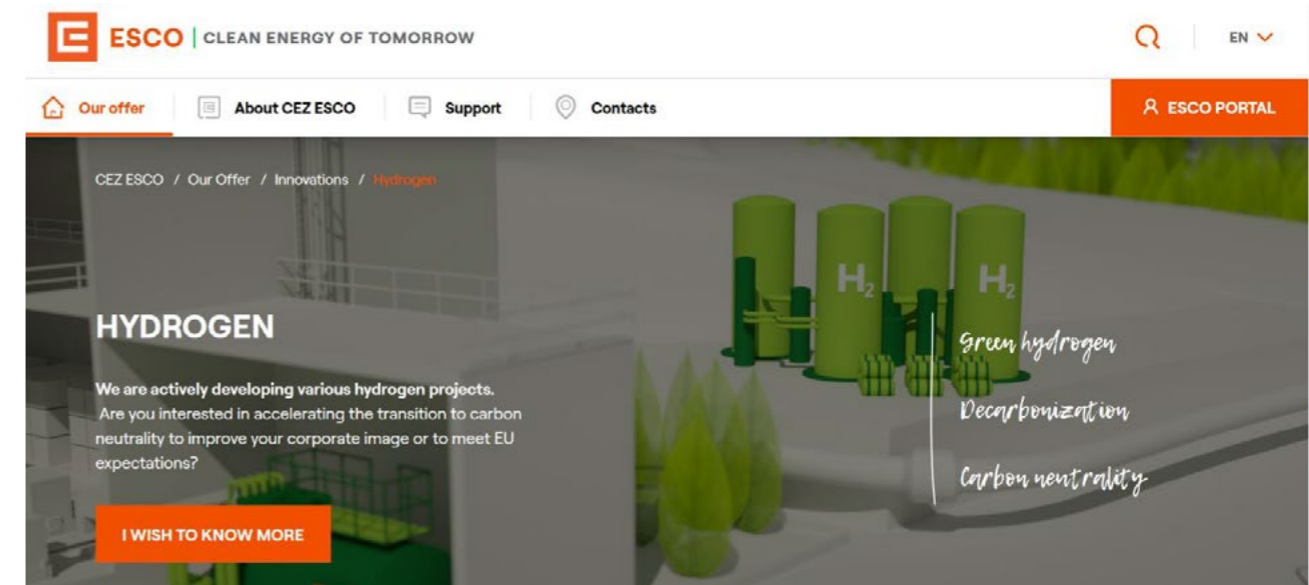 ESCO | CLEAN ENERGY OF TOMORROW
EN
Our offer
About CEZ ESCO
Support
Contacts
ESCO PORTAL
CEZ ESCO / Our Offer / Innovations / Hydrogen
H2
H2
HYDROGEN
We are actively developing various hydrogen projects.
Are you interested in accelerating the transition to carbon
neutrality to improve your corporate image or to meet EU
expectations?
I WISH TO KNOW MORE
Green hydrogen
Decarbonization
Carbon neutrality